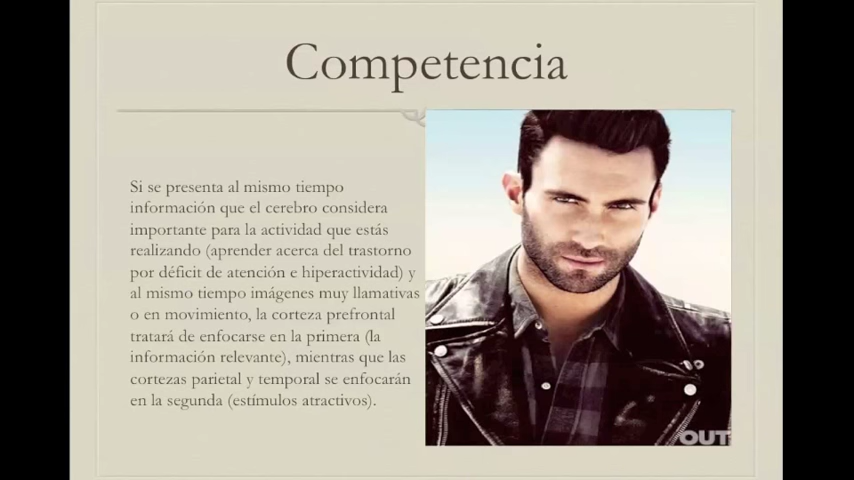 Competencia
Si se presenta al mismo tiempo
información que el cerebro considera
importante para la actividad que estás
realizando (aprender acerca del trastorno
por déficit de atención e hiperactividad) y
al mismo tiempo imágenes muy llamativas
o en movimiento, la corteza prefrontal
tratará de enfocarse en la primera (la
información relevante), mientras que las
cortezas parietal y temporal se enfocarán
en la segunda (estímulos atractivos).
OUT